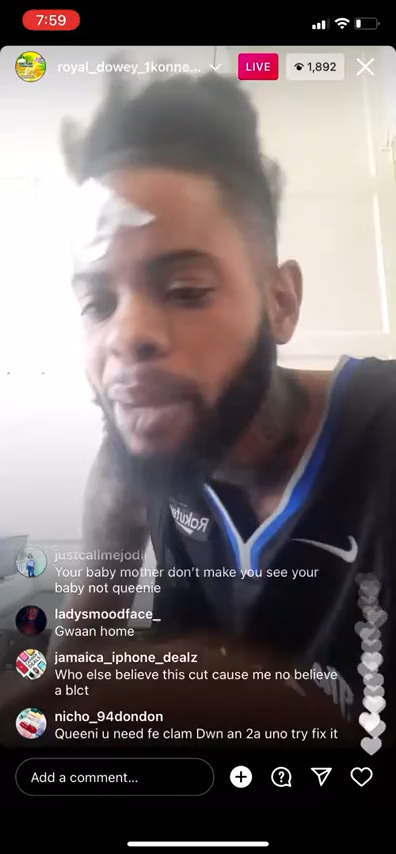 7:59
royal_dowey_1konne...
LIVE
1,892
Rakuten
justcallmejodi
Your baby mother don't make you see your
baby not queenie
ladysmoodface_
Gwaan home
jamaica_iphone_dealz
Who else believe this cut cause me no believe
a blct
nicho_94dondon
Queeni u need fe clam Dwn an 2a uno try fix it
Add a comment...